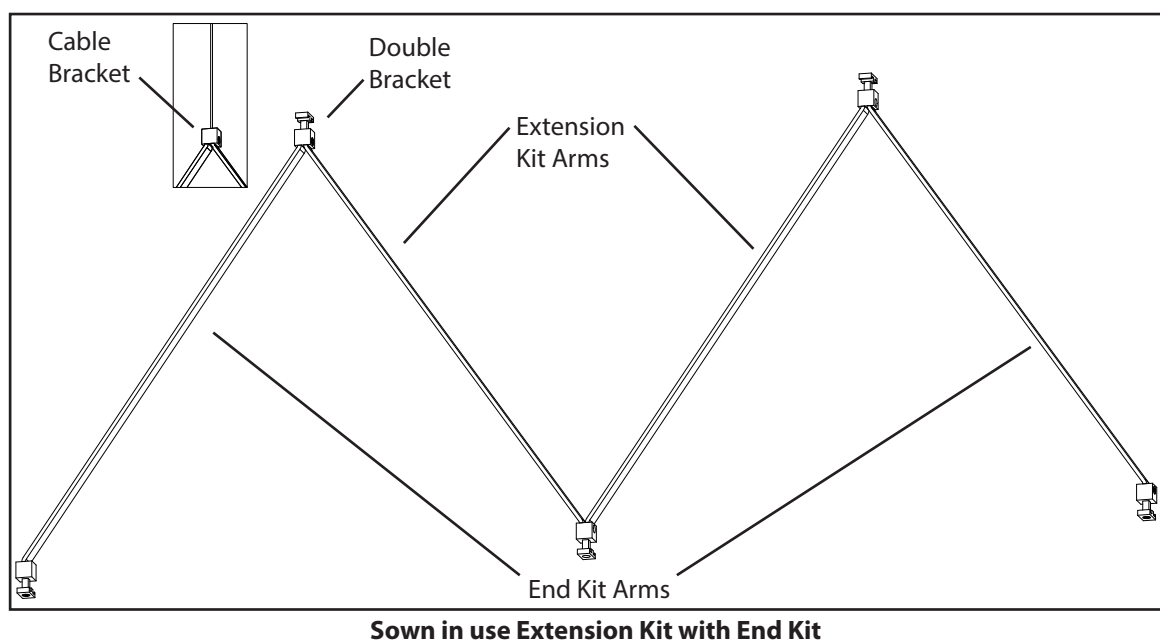 Cable
Bracket
Double
Bracket
Extension
Kit Arms
End Kit Arms
Sown in use Extension Kit with End Kit